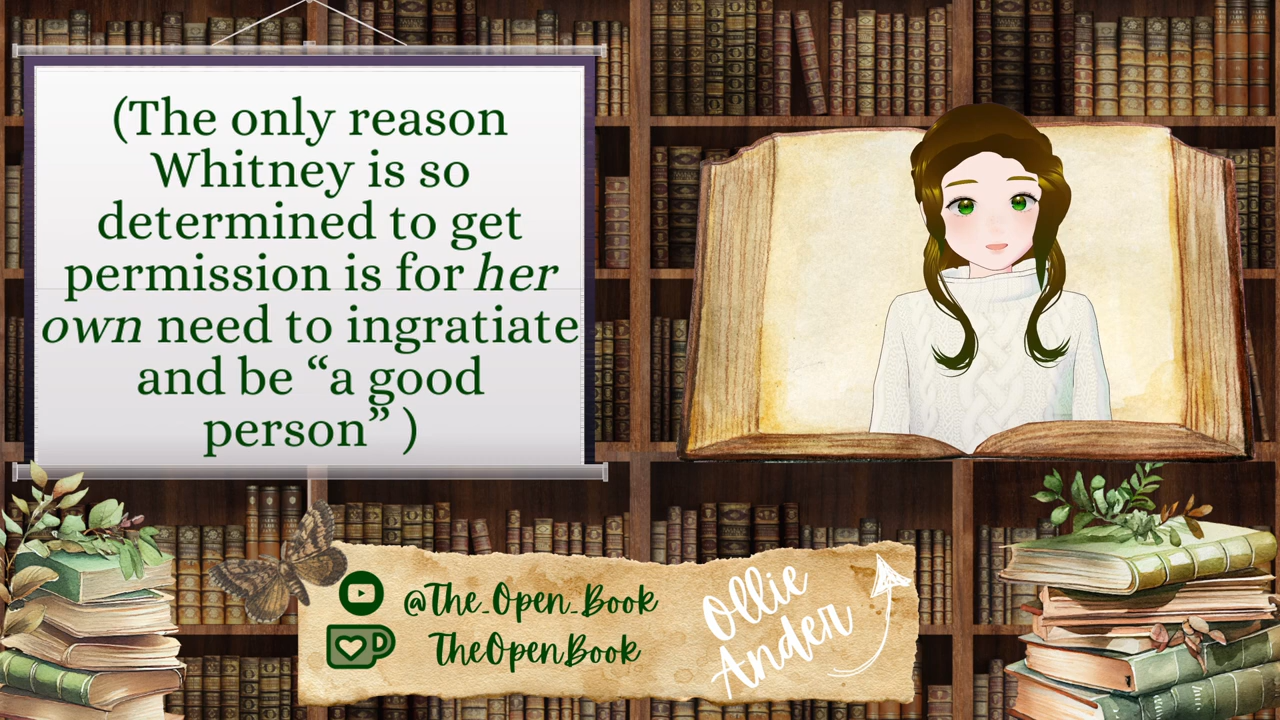 (The only reason
Whitney is so
determined to get
permission is for her
own need to ingratiate
and be “a good
person” )
@The_Open_Book
TheOpenBook
Ollie
Ander